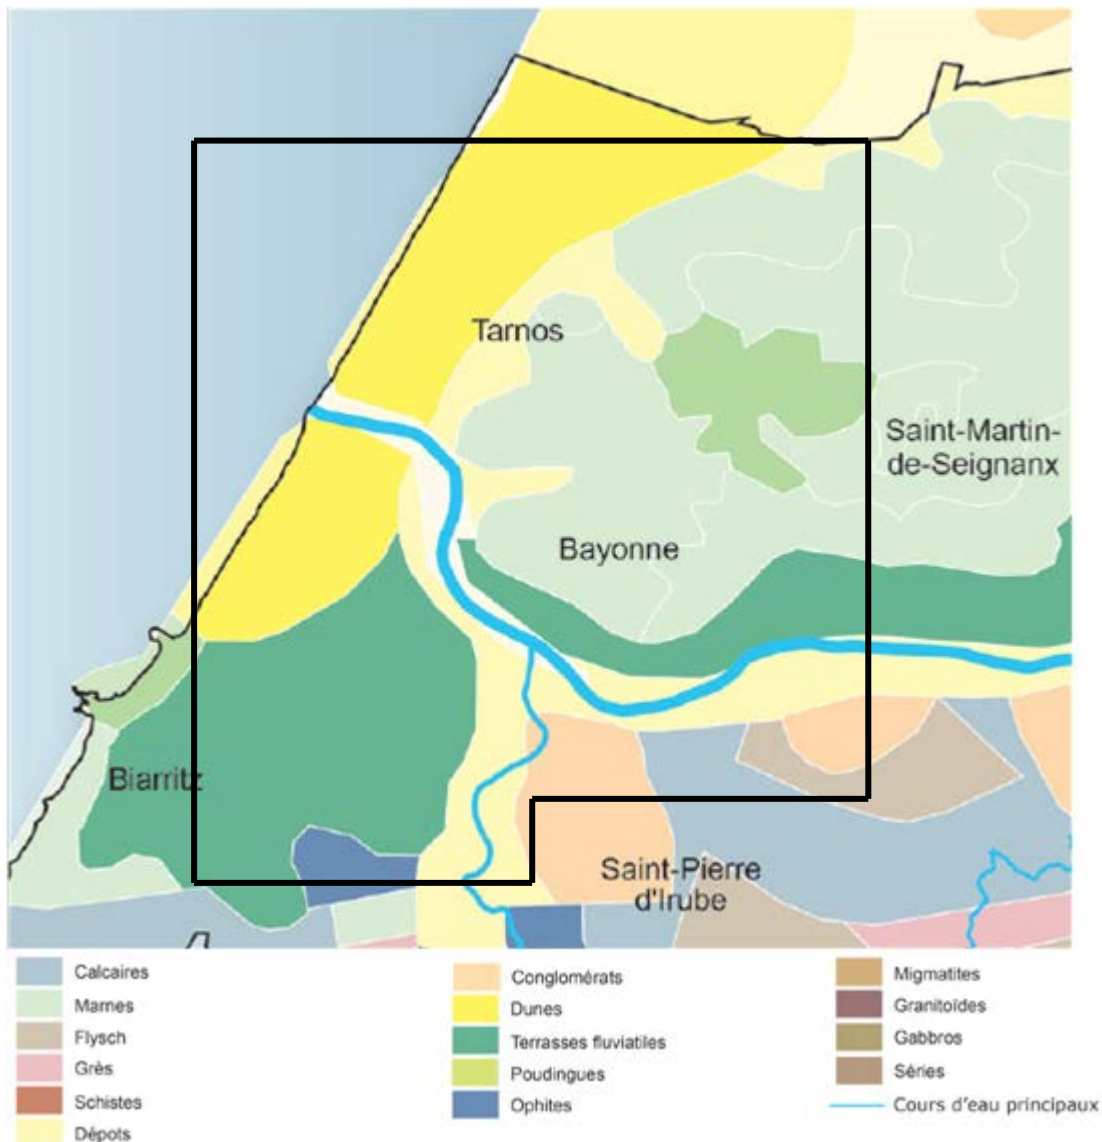 Tarnos
Saint-Martin-
de-Seignanx
Bayonne
Biarritz
Saint-Pierre
d'Irube
Calcaires
Marnes
Flysch
Grès
Schistes
Dépots
Conglomérats
Dunes
Terrasses fluviatiles
Poudingues
Ophites
Migmatites
Granitoïdes
Gabbros
Séries
Cours d'eau principaux